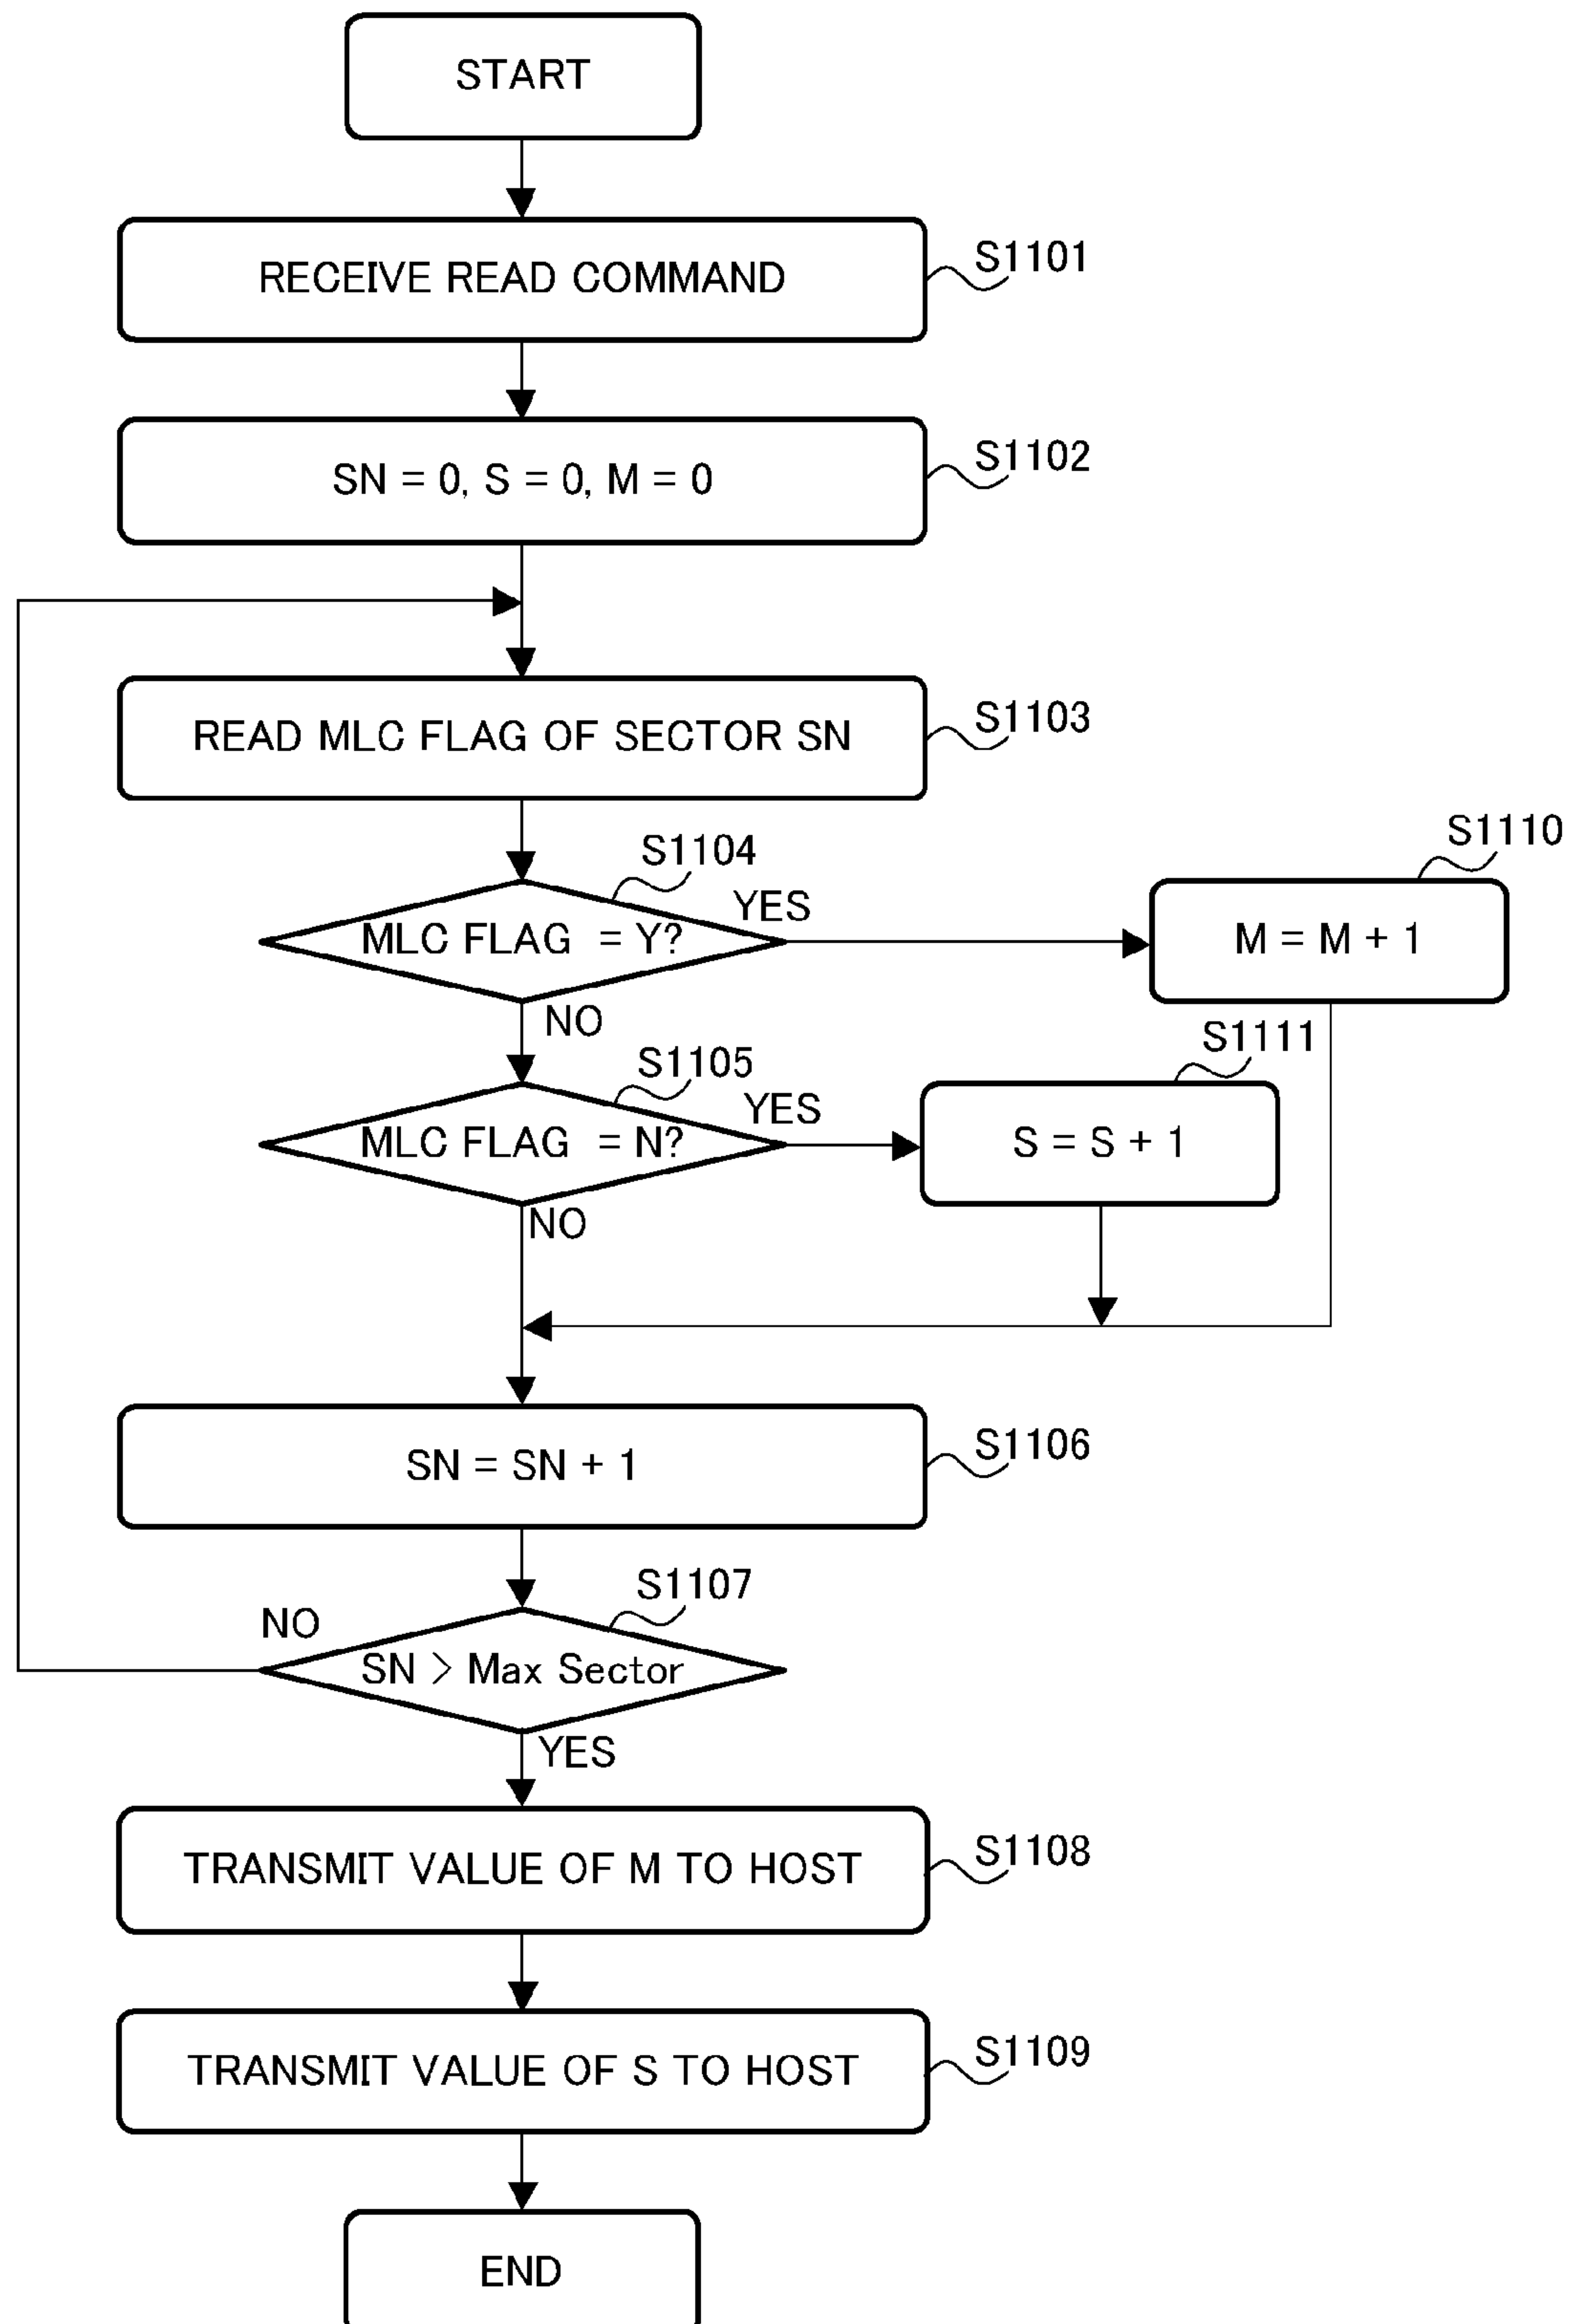 START
RECEIVE READ COMMAND
S1101
SN = 0, S = 0, M = 0
S1102
READ MLC FLAG OF SECTOR SN
S1103
S1104
MLC FLAG = Y?
YES
S1110
M = M + 1
NO
S1105
MLC FLAG = N?
YES
S1111
S = S + 1
NO
SN = SN + 1
S1106
S1107
NO
SN > Max Sector
YES
TRANSMIT VALUE OF M TO HOST
S1108
TRANSMIT VALUE OF S TO HOST
S1109
END